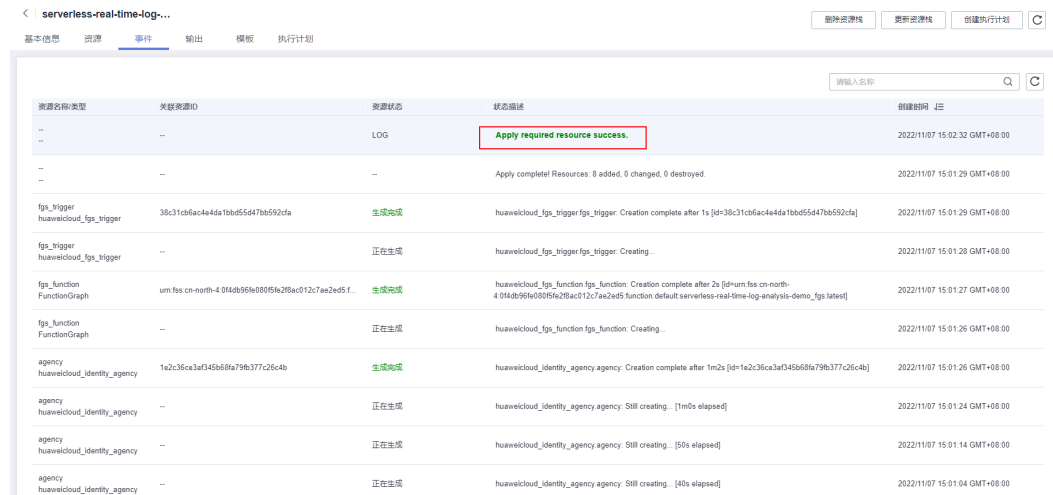 serverless-real-time-log-...
删除资源栈 更新资源栈 创建执行计划
基本信息 资源 事件 输出 模板 执行计划
请输入名称
资源名称/类型 关联资源ID 资源状态 状态描述 创建时间
-- -- LOG Apply required resource success. 2022/11/07 15:02:32 GMT+08:00
--
-- -- -- Apply complete! Resources: 8 added, 0 changed, 0 destroyed. 2022/11/07 15:01:29 GMT+08:00
--
fgs_trigger 38c31cb6ac4e4da1bbd55d47bb592cfa 生成完成 huaweicloud_fgs_trigger.fgs_trigger: Creation complete after 1s [id=38c31cb6ac4e4da1bbd55d47bb592cfa] 2022/11/07 15:01:29 GMT+08:00
huaweicloud_fgs_trigger
fgs_trigger -- 正在生成 huaweicloud_fgs_trigger.fgs_trigger: Creating... 2022/11/07 15:01:28 GMT+08:00
huaweicloud_fgs_trigger
fgs_function urn:fss:cn-north-4:0f4db96fe080f5fe2f8ac012c7ae2ed5:f... 生成完成 huaweicloud_fgs_function.fgs_function: Creation complete after 2s [id=urn:fss:cn-north- 2022/11/07 15:01:27 GMT+08:00
FunctionGraph 4:0f4db96fe080f5fe2f8ac012c7ae2ed5:function:default:serverless-real-time-log-analysis-demo_fgs:latest]
fgs_function -- 正在生成 huaweicloud_fgs_function.fgs_function: Creating... 2022/11/07 15:01:26 GMT+08:00
FunctionGraph
agency 1e2c36ce3af345b68fa79fb377c26c4b 生成完成 huaweicloud_identity_agency.agency: Creation complete after 1m2s [id=1e2c36ce3af345b68fa79fb377c26c4b] 2022/11/07 15:01:26 GMT+08:00
huaweicloud_identity_agency
agency -- 正在生成 huaweicloud_identity_agency.agency: Still creating... [1m0s elapsed] 2022/11/07 15:01:24 GMT+08:00
huaweicloud_identity_agency
agency -- 正在生成 huaweicloud_identity_agency.agency: Still creating... [50s elapsed] 2022/11/07 15:01:14 GMT+08:00
huaweicloud_identity_agency
agency -- 正在生成 huaweicloud_identity_agency.agency: Still creating... [40s elapsed] 2022/11/07 15:01:04 GMT+08:00
huaweicloud_identity_agency